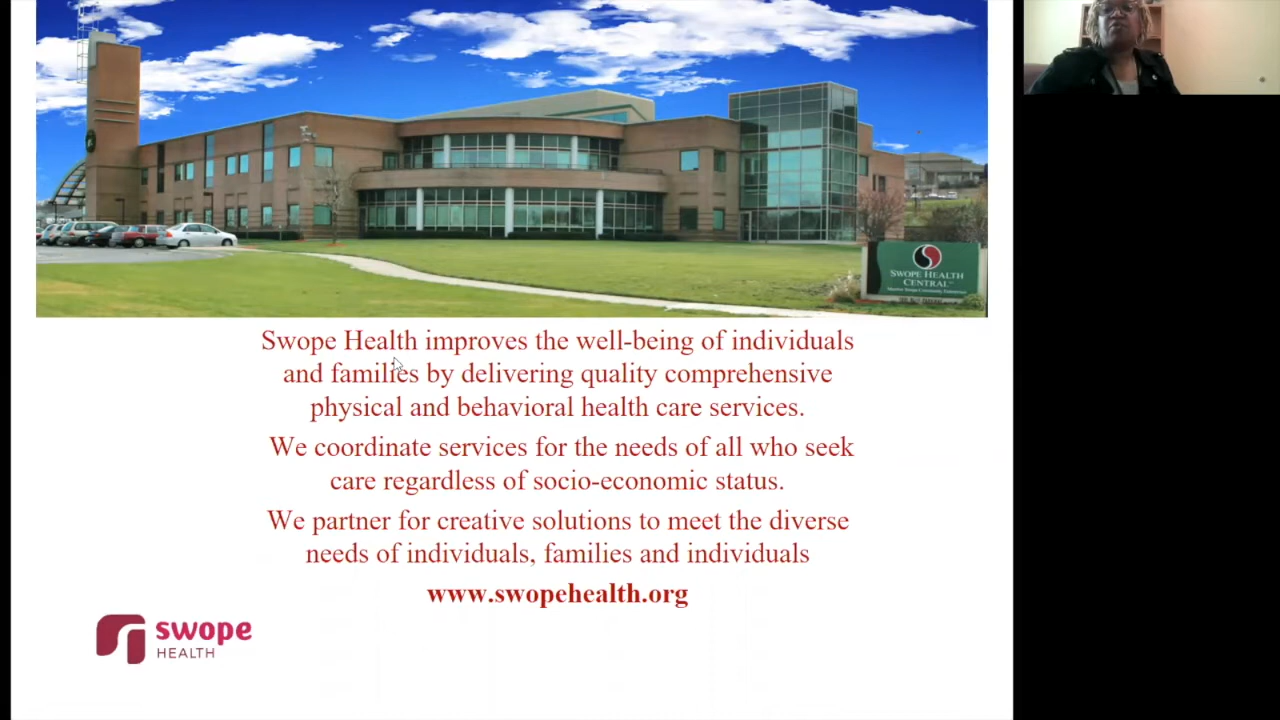 SWOPE HEALTH
CENTRAL
Swope Health improves the well-being of individuals
and families by delivering quality comprehensive
physical and behavioral health care services.
We coordinate services for the needs of all who seek
care regardless of socio-economic status.
We partner for creative solutions to meet the diverse
needs of individuals, families and individuals
www.swopehealth.org
swope
HEALTH